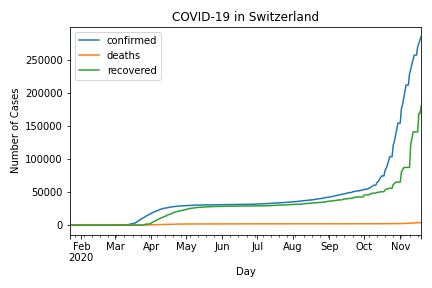 COVID-19 in Switzerland
confirmed
deaths
recovered
Number of Cases
250000
200000
150000
100000
50000
0
Feb Mar Apr May Jun Jul Aug Sep Oct Nov
2020
Day